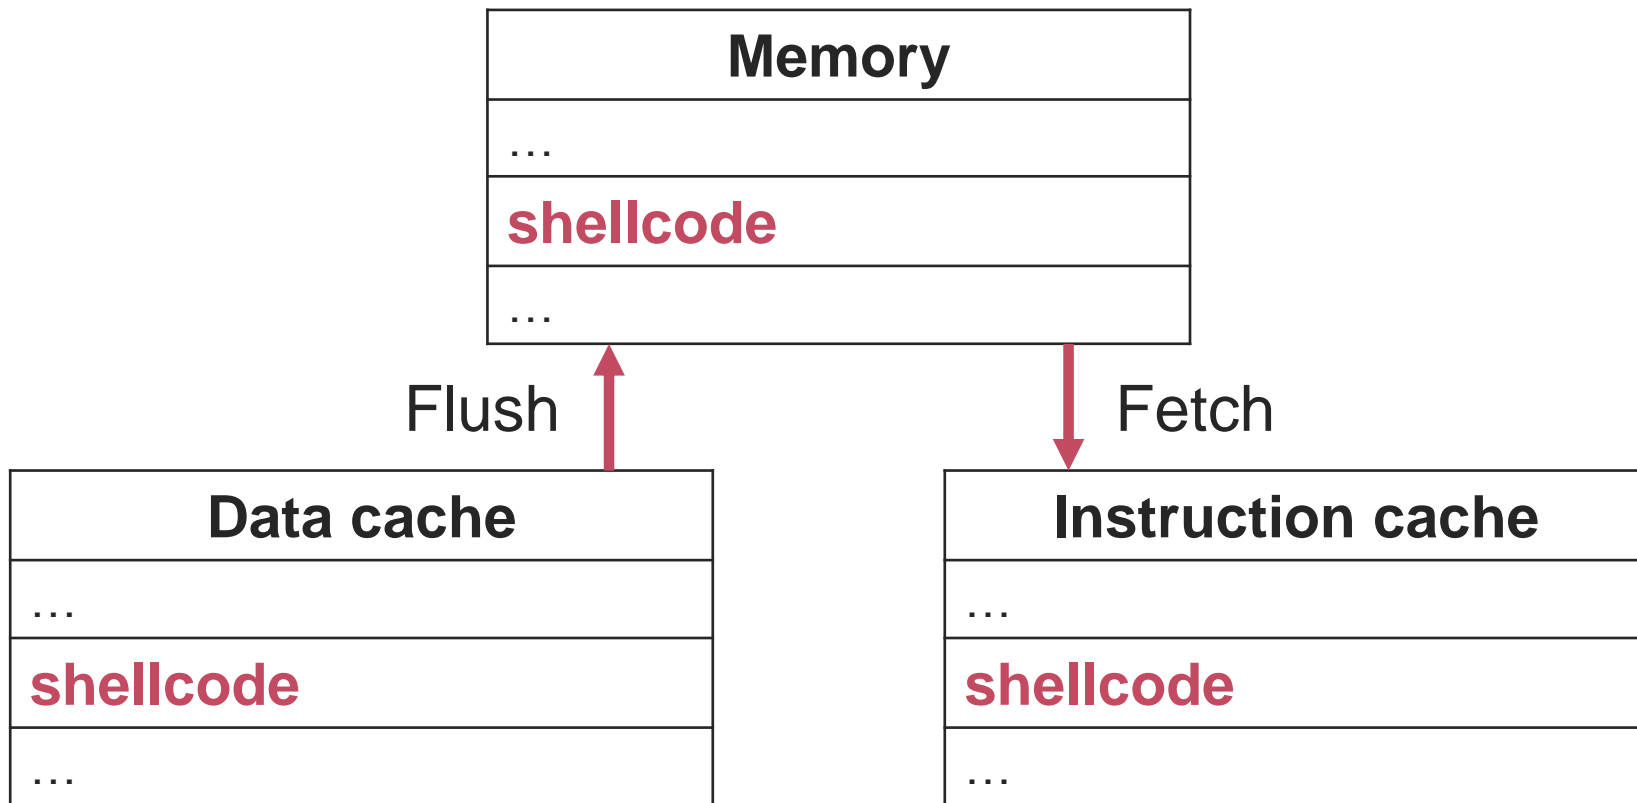 Memory
...
shellcode
...
Flush
Fetch
Data cache
...
shellcode
...
Instruction cache
...
shellcode
...